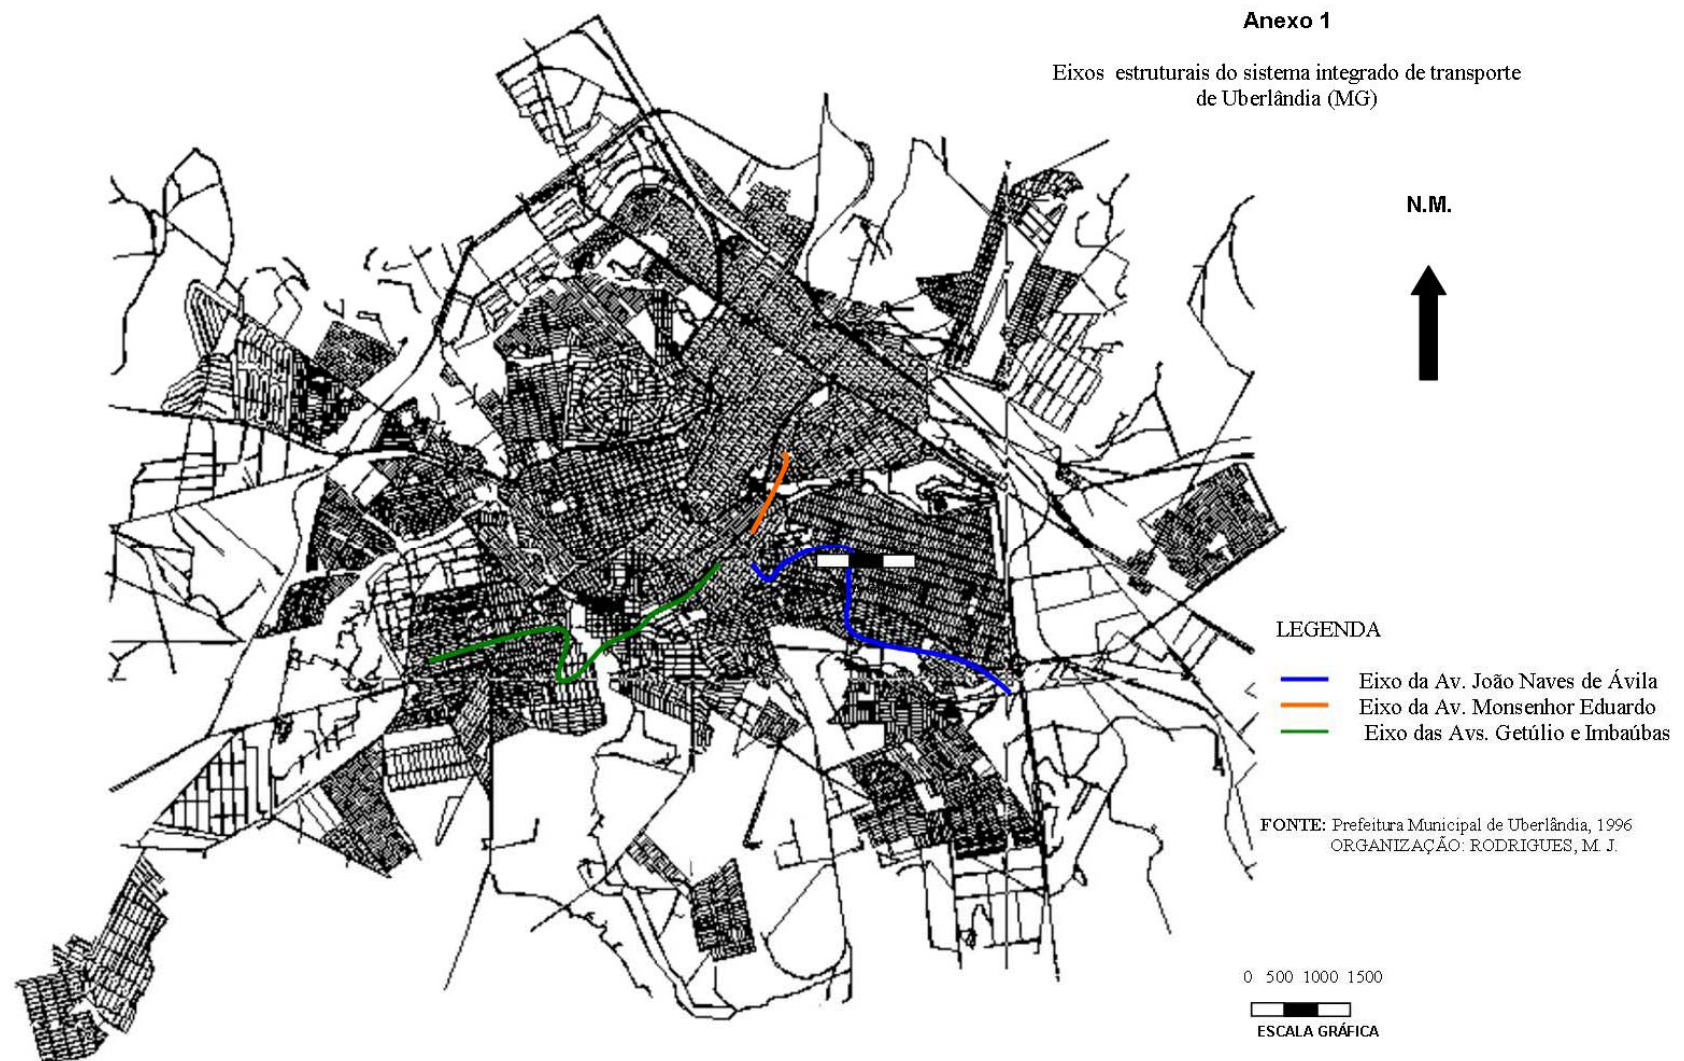 Anexo 1
Eixos estruturais do sistema integrado de transporte
de Uberlândia (MG)
N.M.
LEGENDA
Eixo da Av. João Naves de Ávila
Eixo da Av. Monsenhor Eduardo
Eixo das Avs. Getúlio e Imbaúbas
FONTE: Prefeitura Municipal de Uberlândia, 1996
ORGANIZAÇÃO: RODRIGUES, M. J.
0 500 1000 1500
ESCALA GRÁFICA